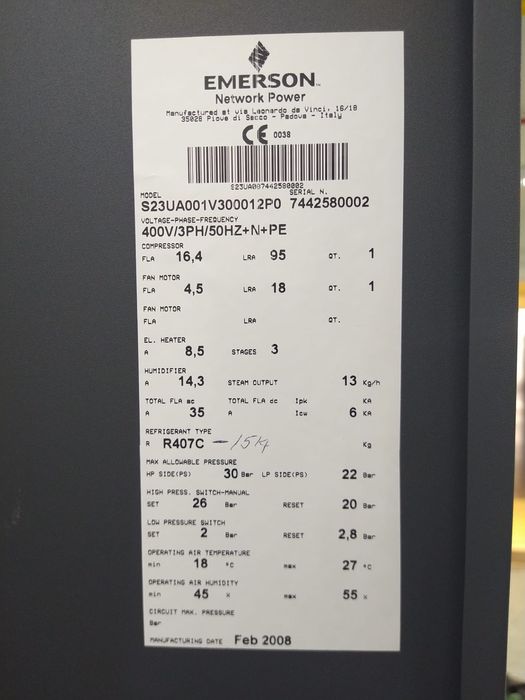 EMERSON™
Network Power
Manufactured at via Leonardo da Vinci, 16/18
35028 Piove di Sacco - Padova - Italy
CE 0038
S23UA007442580002
MODEL SERIAL N.
S23UA001V300012P0 7442580002
VOLTAGE-PHASE-FREQUENCY
400V/3PH/50HZ+N+PE
COMPRESSOR
FLA 16,4 LRA 95 QT. 1
FAN MOTOR
FLA 4,5 LRA 18 QT. 1
FAN MOTOR
FLA LRA QT.
EL. HEATER
A 8,5 STAGES 3
HUMIDIFIER
A 14,3 STEAM OUTPUT 13 Kg/h
TOTAL FLA ac TOTAL FLA dc Ipk KA
A 35 A Icw 6 KA
REFRIGERANT TYPE
R R407C - 15 kg Kg
MAX ALLOWABLE PRESSURE
HP SIDE(PS) 30 Bar LP SIDE(PS) 22 Bar
HIGH PRESS. SWITCH-MANUAL
SET 26 Bar RESET 20 Bar
LOW PRESSURE SWITCH
SET 2 Bar RESET 2,8 Bar
OPERATING AIR TEMPERATURE
min 18 °C max 27 °C
OPERATING AIR HUMIDITY
min 45 % max 55 %
CIRCUIT MAX. PRESSURE
Bar
MANUFACTURING DATE Feb 2008